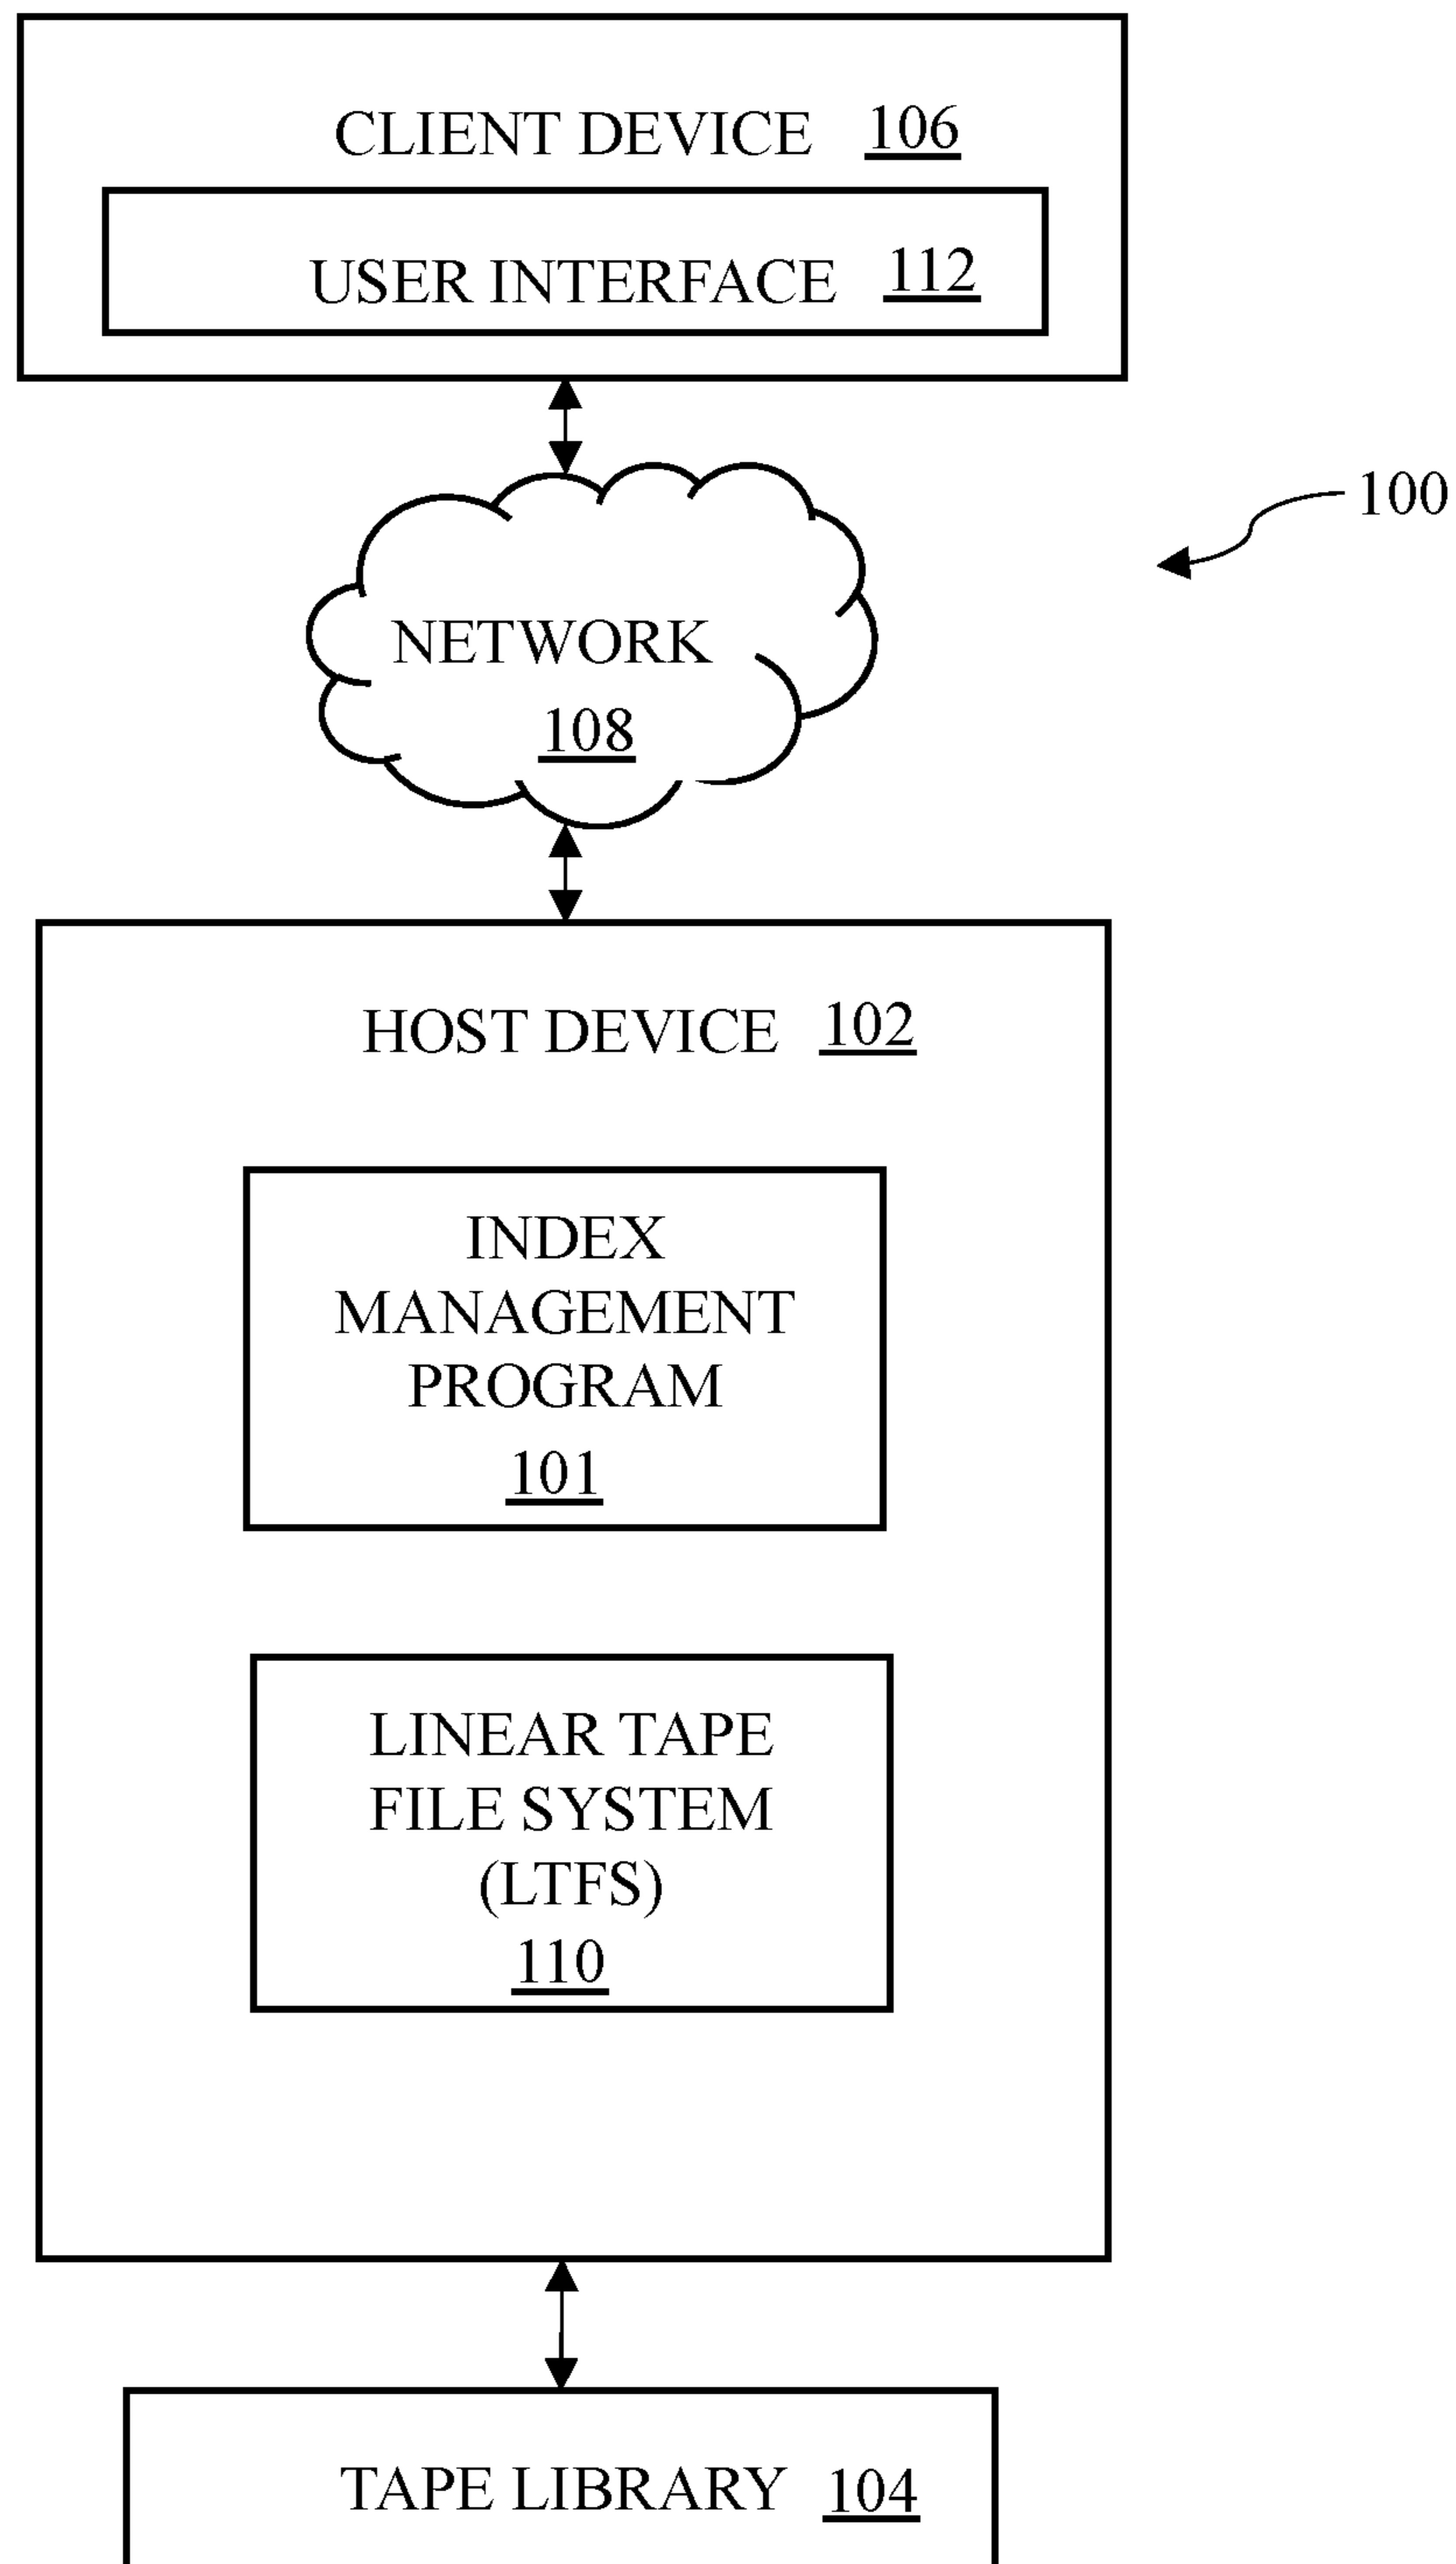 CLIENT DEVICE 106
USER INTERFACE 112
100
NETWORK
108
HOST DEVICE 102
INDEX
MANAGEMENT
PROGRAM
101
LINEAR TAPE
FILE SYSTEM
(LTFS)
110
TAPE LIBRARY 104